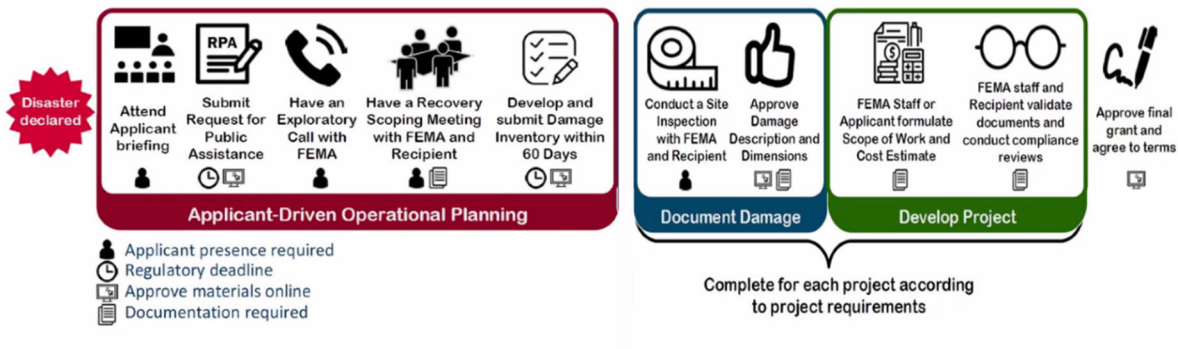 Disaster
declared
RPA
Attend
Applicant
briefing
Submit
Request for
Public
Assistance
Have an
Exploratory
Call with
FEMA
Have a Recovery
Scoping Meeting
with FEMA and
Recipient
Develop and
submit Damage
Inventory within
60 Days
Applicant-Driven Operational Planning
Conduct a Site
Inspection
with FEMA
and Recipient
Approve
Damage
Description and
Dimensions
Document Damage
FEMA Staff or
Applicant formulate
Scope of Work and
Cost Estimate
FEMA staff and
Recipient validate
documents and
conduct compliance
reviews
Develop Project
Approve final
grant and
agree to terms
Applicant presence required
Regulatory deadline
Approve materials online
Documentation required
Complete for each project according
to project requirements